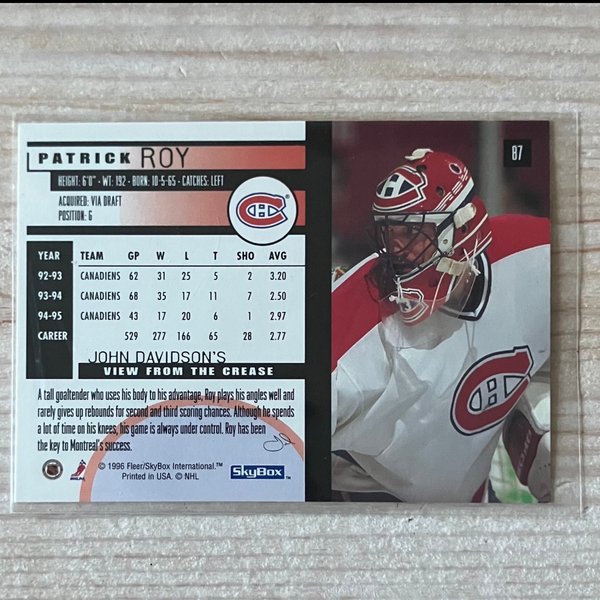 PATRICK ROY
87
HEIGHT: 6'0" • WT: 192 • BORN: 10-5-65 • CATCHES: LEFT
ACQUIRED: VIA DRAFT
POSITION: G
YEAR TEAM GP W L T SHO AVG
92-93 CANADIENS 62 31 25 5 2 3.20
93-94 CANADIENS 68 35 17 11 7 2.50
94-95 CANADIENS 43 17 20 6 1 2.97
CAREER 529 277 166 65 28 2.77
JOHN DAVIDSON'S
VIEW FROM THE CREASE
A tall goaltender who uses his body to his advantage, Roy plays his angles well and
rarely gives up rebounds for second and third scoring chances. Although he spends
a lot of time on his knees, his game is always under control. Roy has been
the key to Montreal's success.
NHLPA
© 1996 Fleer/SkyBox International.™
Printed in USA. © NHL
SkyBox™